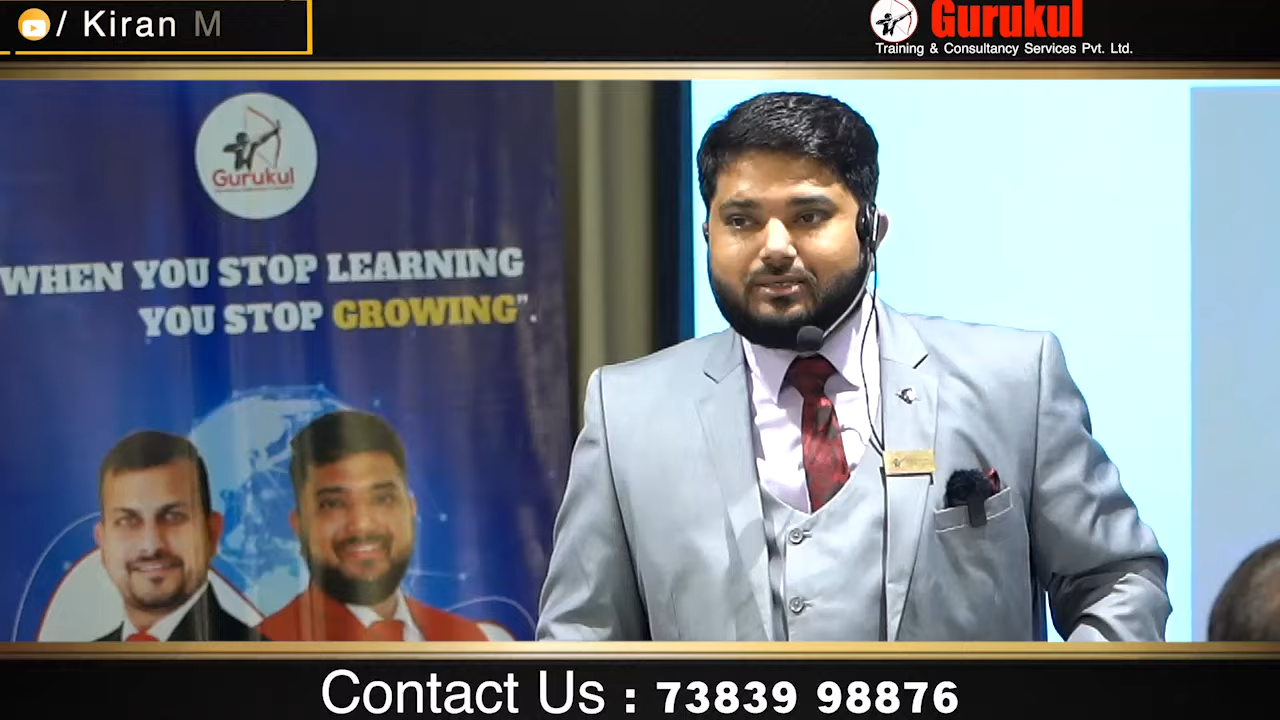 / Kiran M
Gurukul
Training & Consultancy Services Pvt. Ltd.
Gurukul
WHEN YOU STOP LEARNING
YOU STOP GROWING".
Contact Us : 73839 98876